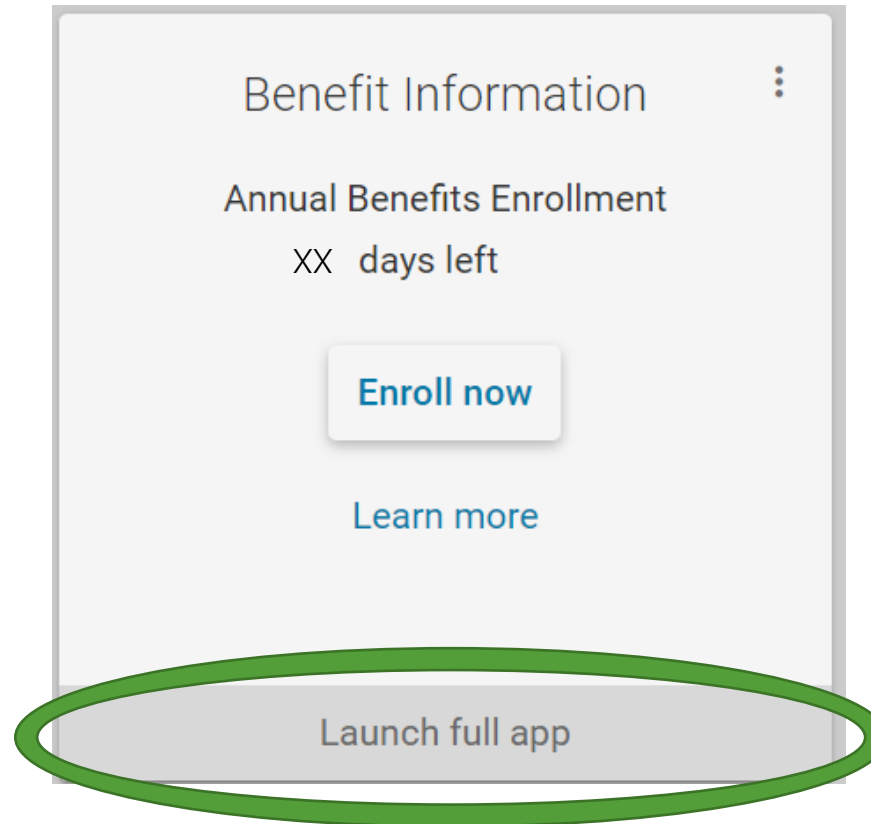 Benefit Information
Annual Benefits Enrollment
XX days left
Enroll now
Learn more
Launch full app